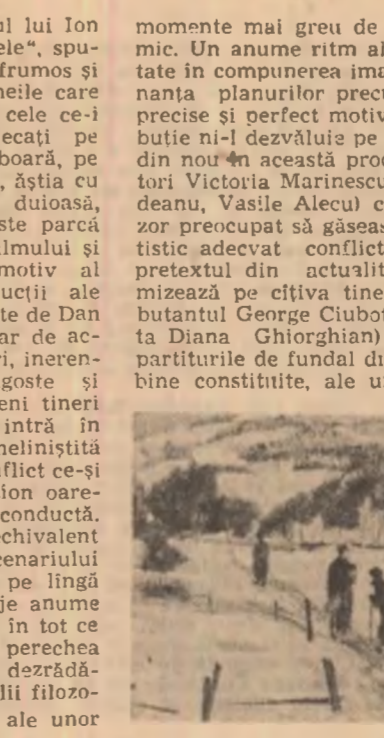 ul lui Ion
ele“, spu-
frumos și
neile care
cele ce-i
ecați pe
boară, pe
, ăștia cu
duioasă,
ste parcă
lmului și
motiv al
ucții ale
te de Dan
ar de ac-
ri, ineren-
goste și
eni tineri
intră în
neliniștită
flict ce-și
ion oare-
conductă.
chivalent
cenariului
pe lîngă
je anume
în tot ce
perechea
dezrădă-
lii filozo-
ale unor
momente mai greu de
mic. Un anume ritm al
tate în compunerea ima
nanța planurilor precu
precise și perfect motiv
buție ni-l dezvăluie pe
din nou în această prod
tori Victoria Marinescu
deanu, Vasile Alecu) c
zor preocupat să găseas
tistic adecvat conflict
pretextul din actualit
mizează pe cîțiva tine
butantul George Ciubot
ta Diana Ghiorghian)
partiturile de fundal di
bine constituite, ale u